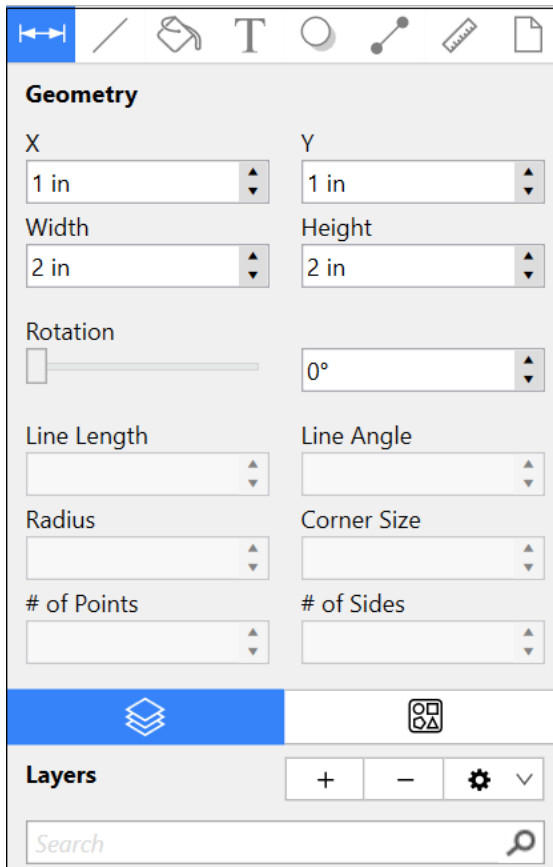 T
Geometry
X Y
1 in 1 in
Width Height
2 in 2 in
Rotation
0°
Line Length Line Angle
Radius Corner Size
# of Points # of Sides
Layers + −
Search